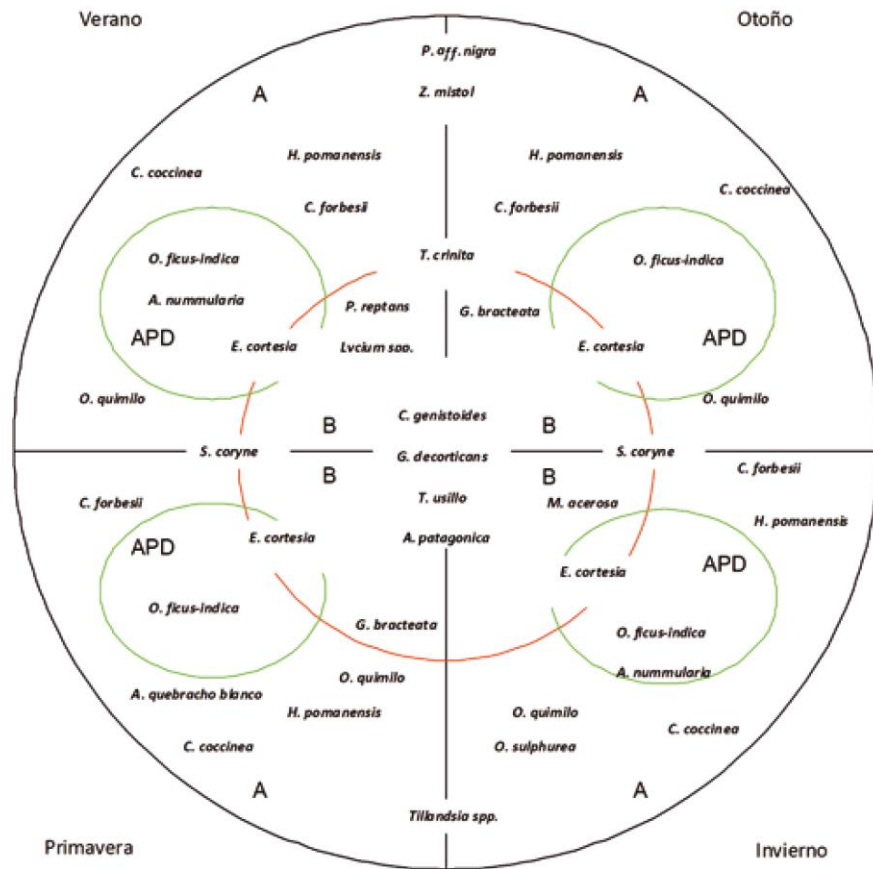 Verano
Otoño
P. aff. nigra
A
A
Z. mistol
H. pomanensis
H. pomanensis
C. coccinea
C. coccinea
C. forbesii
C. forbesii
T. crinita
O. ficus-indica
O. ficus-indica
A. nummularia
P. reptans
G. bracteata
APD
E. cortesia
Lycium spp.
E. cortesia
APD
O. quimilo
O. quimilo
C. genistoides
B
B
S. coryne
G. decorticans
S. coryne
B
B
C. forbesii
C. forbesii
T. usillo
M. acerosa
H. pomanensis
APD
E. cortesia
A. patagonica
E. cortesia
APD
O. ficus-indica
G. bracteata
O. ficus-indica
O. quimilo
A. nummularia
A. quebracho blanco
H. pomanensis
O. quimilo
C. coccinea
C. coccinea
O. sulphurea
A
A
Tillandsia spp.
Primavera
Invierno